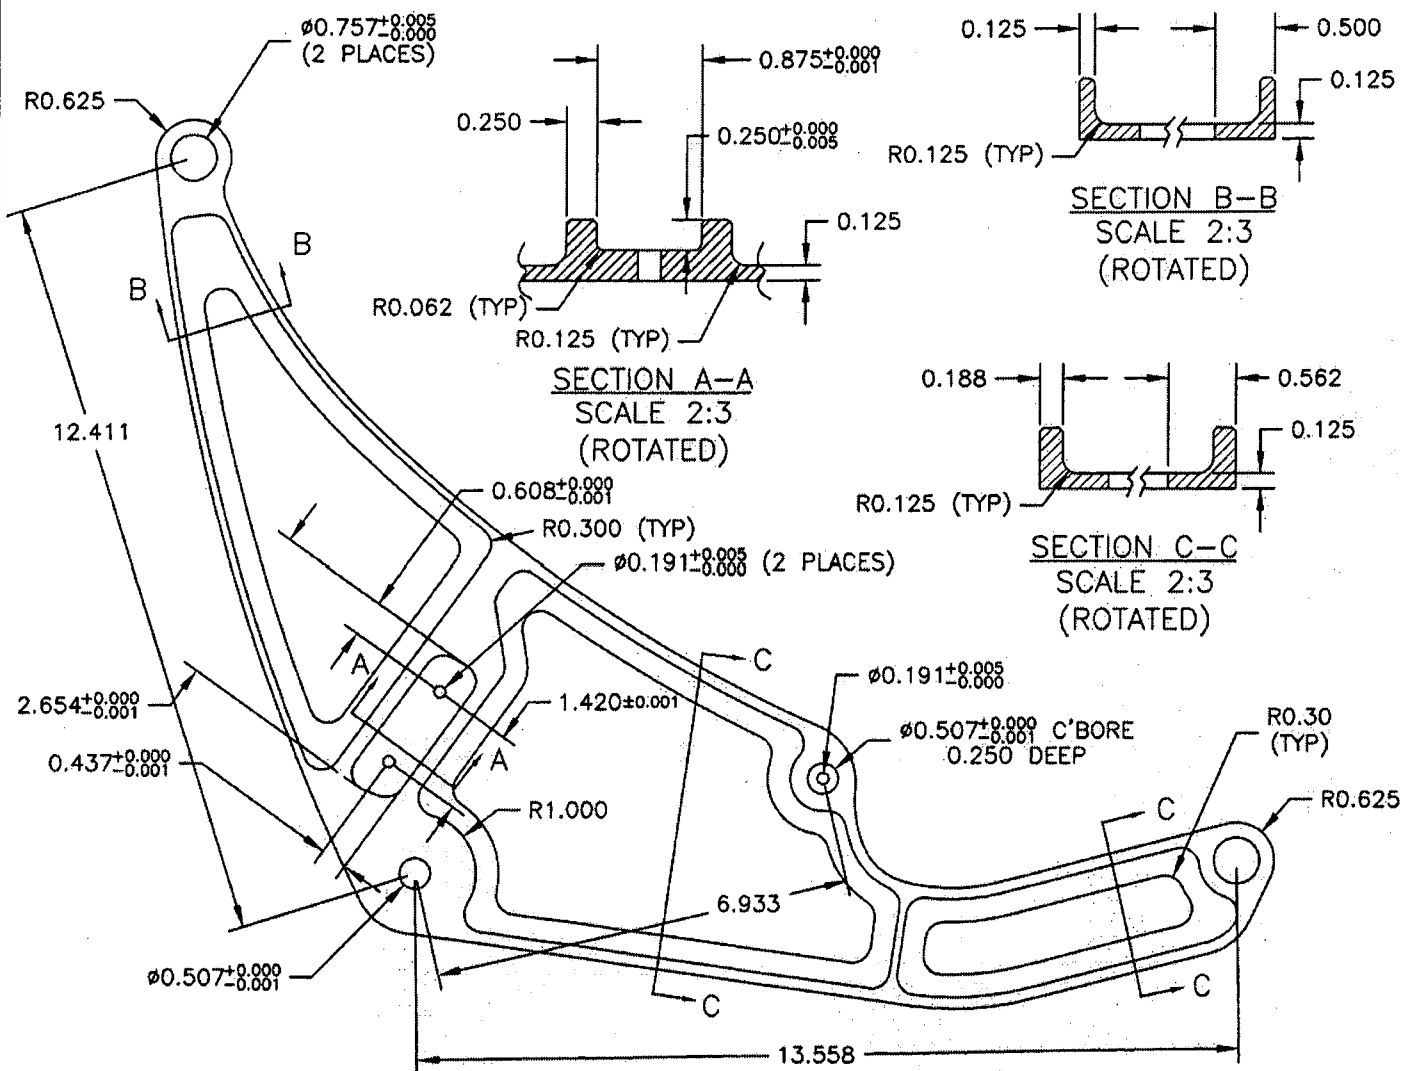 ø0.757+0.005
-0.000
(2 PLACES)
R0.625
0.250
0.875+0.000
-0.001
0.250+0.000
-0.005
0.125
R0.062 (TYP)
R0.125 (TYP)
SECTION A-A
SCALE 2:3
(ROTATED)
0.125
0.500
0.125
R0.125 (TYP)
SECTION B-B
SCALE 2:3
(ROTATED)
0.188
0.562
0.125
R0.125 (TYP)
SECTION C-C
SCALE 2:3
(ROTATED)
B
B
12.411
0.608+0.000
-0.001
R0.300 (TYP)
ø0.191+0.005
-0.000 (2 PLACES)
A
A
C
2.654+0.000
-0.001
1.420±0.001
0.437+0.000
-0.001
R1.000
ø0.191+0.005
-0.000
ø0.507+0.000
-0.001 C'BORE
0.250 DEEP
R0.30
(TYP)
C
R0.625
6.933
C
C
ø0.507+0.000
-0.001
13.558